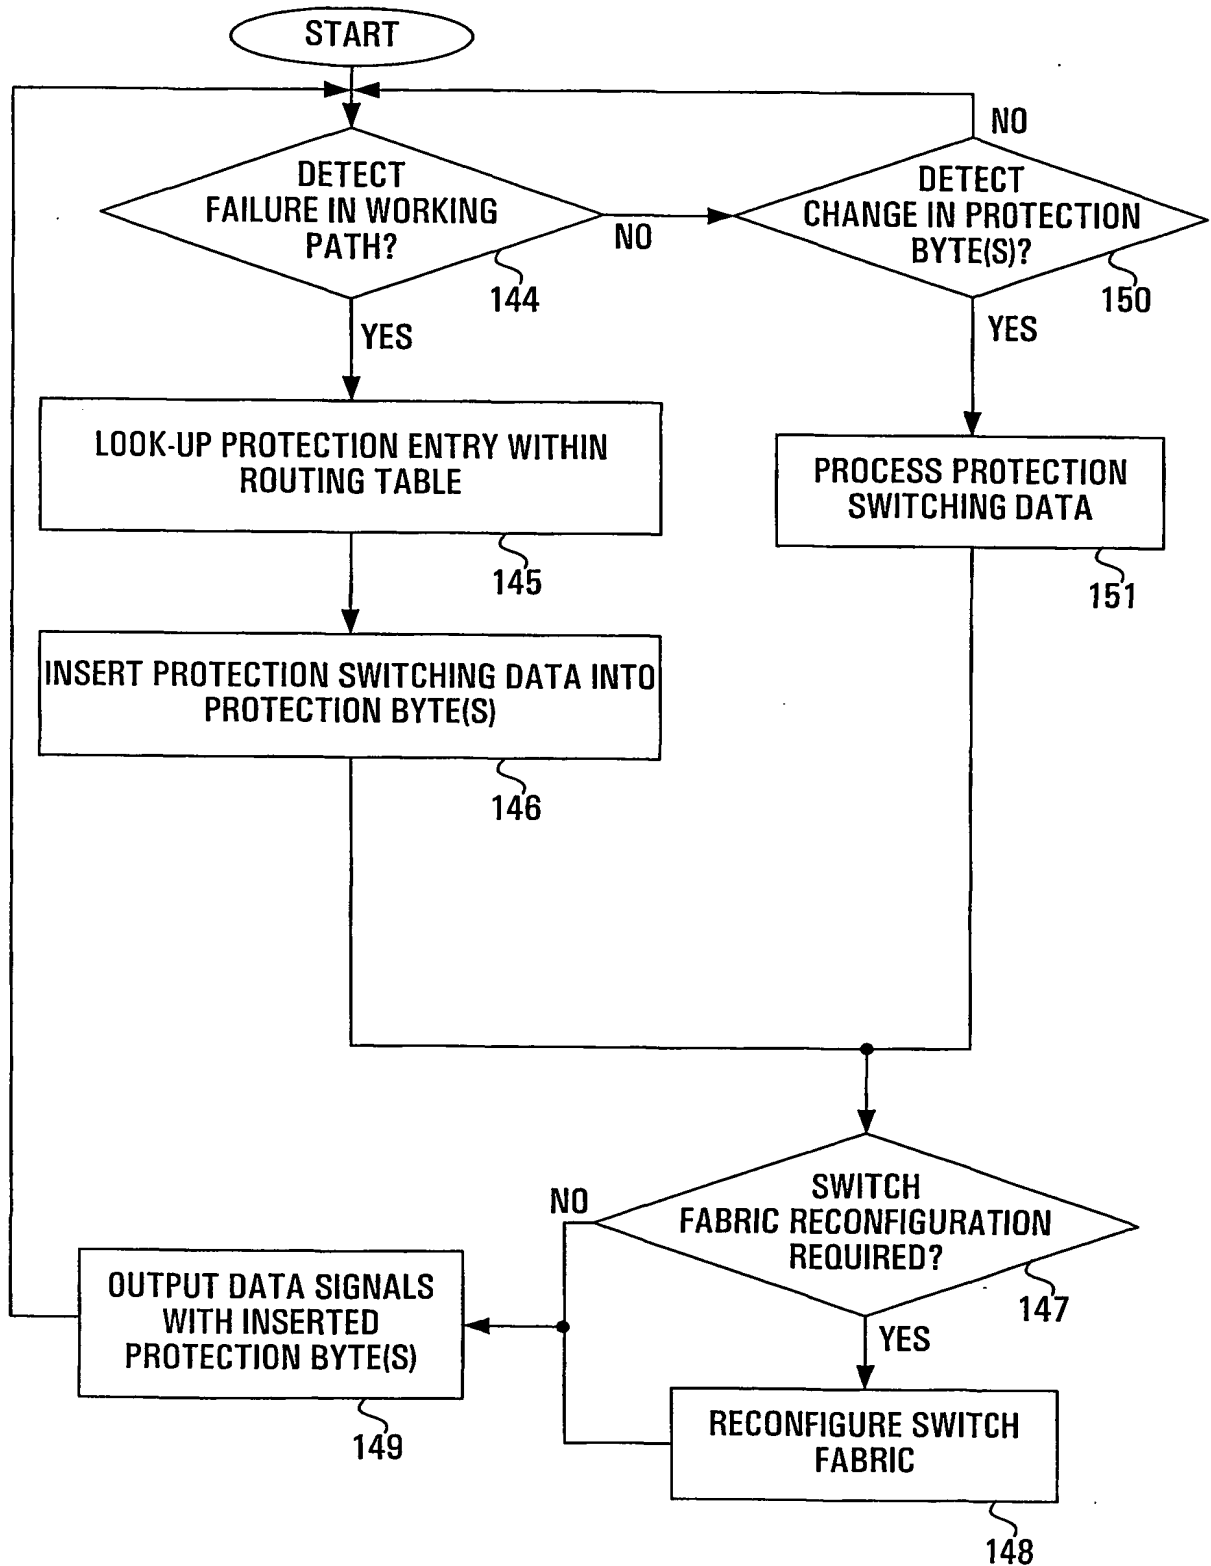 START
DETECT
FAILURE IN WORKING
PATH?
144
NO
YES
NO
DETECT
CHANGE IN PROTECTION
BYTE(S)?
150
YES
LOOK-UP PROTECTION ENTRY WITHIN
ROUTING TABLE
145
PROCESS PROTECTION
SWITCHING DATA
151
INSERT PROTECTION SWITCHING DATA INTO
PROTECTION BYTE(S)
146
SWITCH
FABRIC RECONFIGURATION
REQUIRED?
147
NO
YES
OUTPUT DATA SIGNALS
WITH INSERTED
PROTECTION BYTE(S)
149
RECONFIGURE SWITCH
FABRIC
148